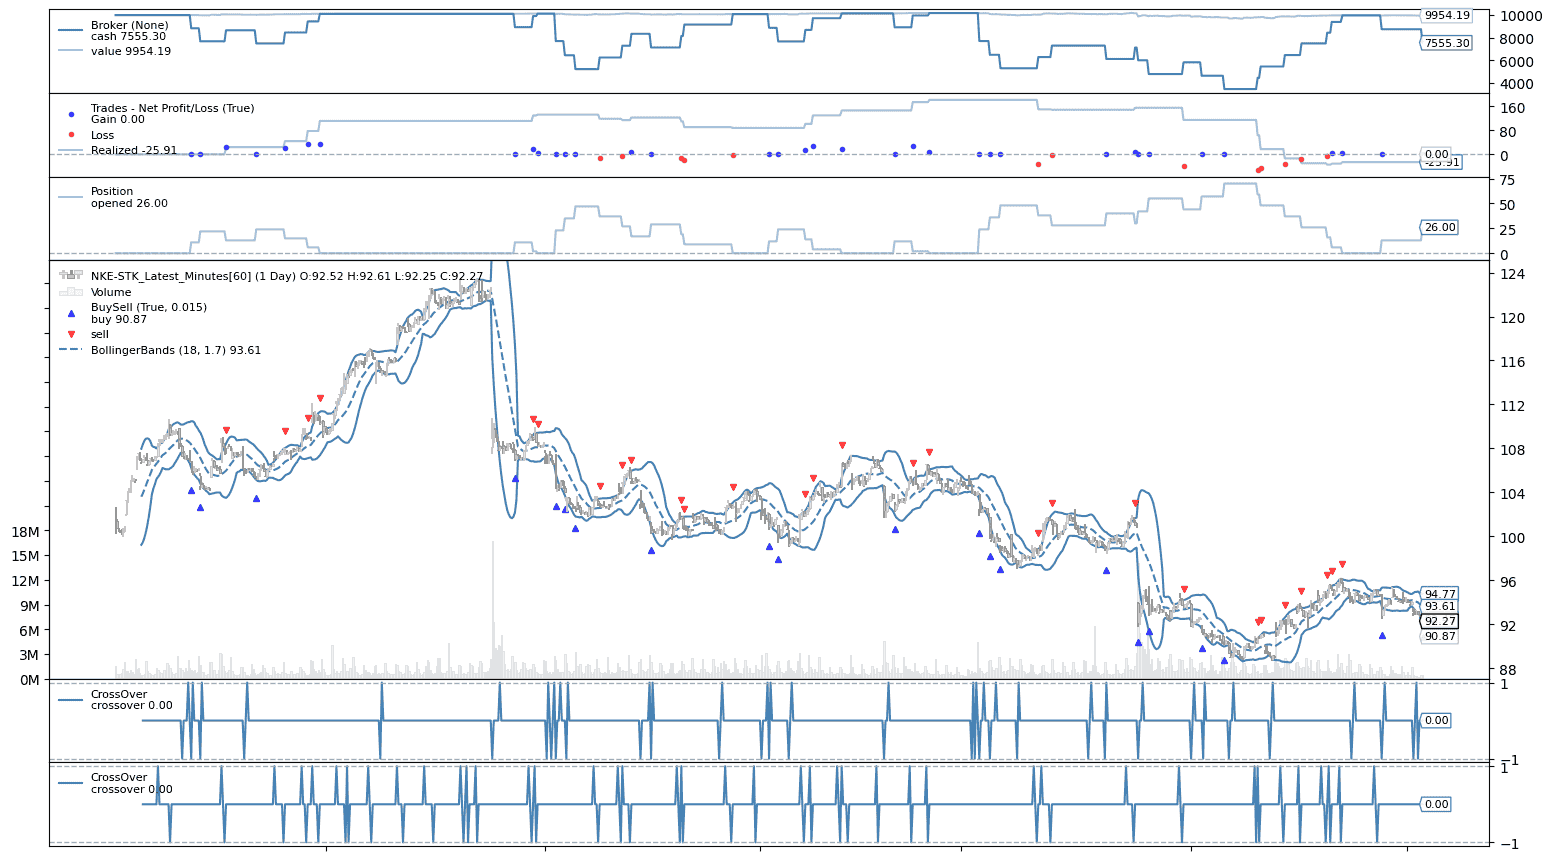 Broker (None)
cash 7555.30
value 9954.19
9954.19
7555.30
10000
8000
6000
4000
Trades - Net Profit/Loss (True)
Gain 0.00
Loss
Realized -25.91
0.00
-25.91
160
80
0
Position
opened 26.00
26.00
75
50
25
0
NKE-STK_Latest_Minutes[60] (1 Day) O:92.52 H:92.61 L:92.25 C:92.27
Volume
BuySell (True, 0.015)
buy 90.87
sell
BollingerBands (18, 1.7) 93.61
18M
15M
12M
9M
6M
3M
0M
124
120
116
112
108
104
100
96
92
88
94.77
93.61
92.27
90.87
CrossOver
crossover 0.00
0.00
1
−1
CrossOver
crossover 0.00
0.00
1
−1